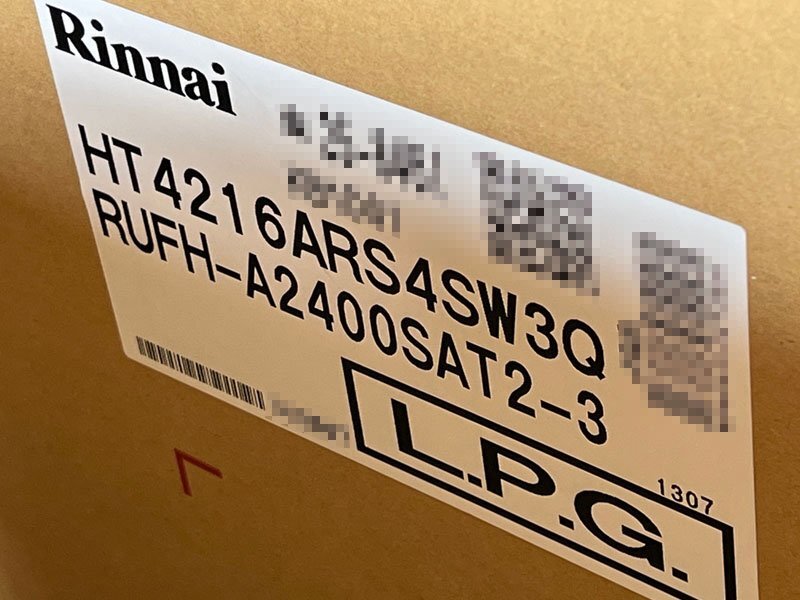 Rinnai
HT4216ARS4SW3Q
RUFH-A2400SAT2-3
1307
L.P.G.